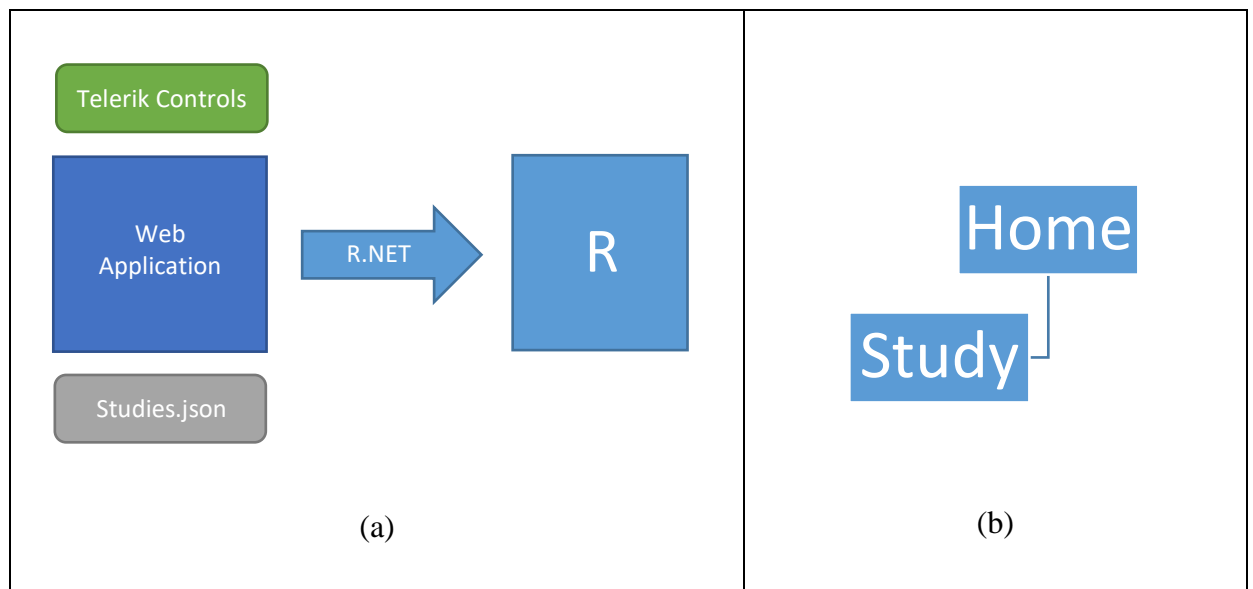 Telerik Controls
Web
Application
R.NET
R
Studies.json
(a)
Home
Study
(b)